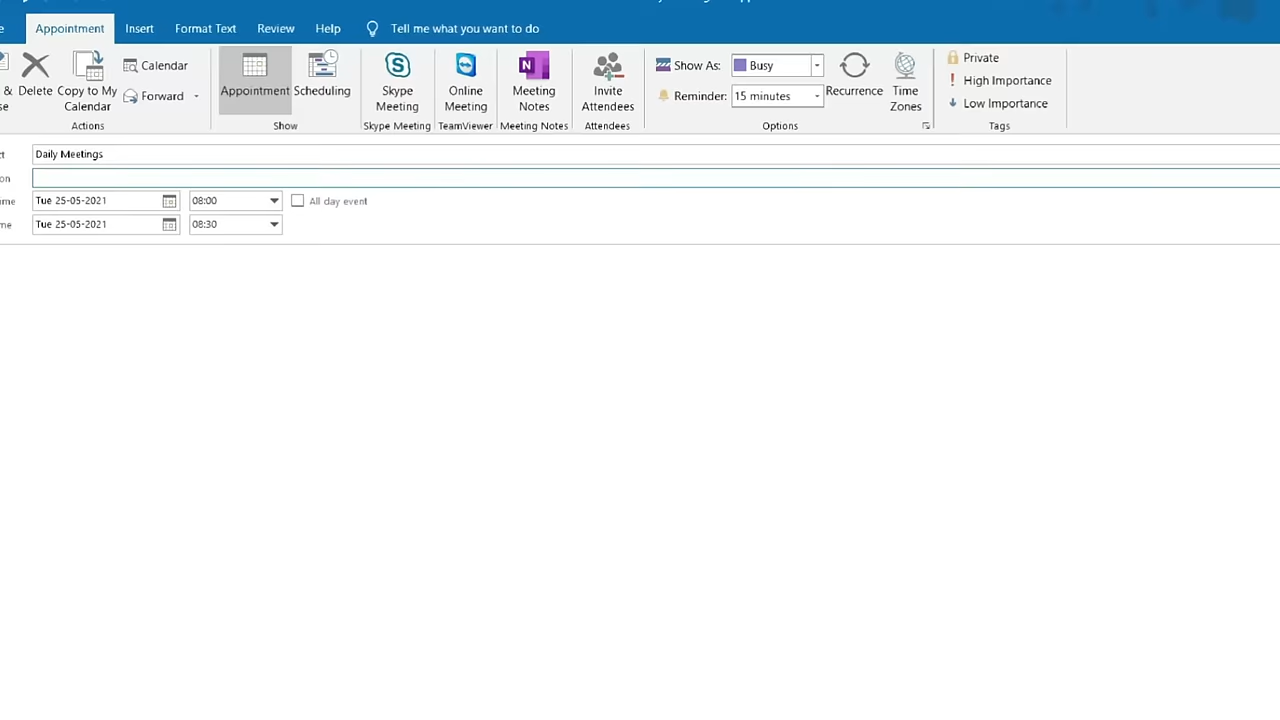 Appointment Insert Format Text Review Help Tell me what you want to do
& Delete Copy to My Calendar
Calendar
Forward
Actions
Appointment Scheduling
Show
Skype Meeting
Skype Meeting
Online Meeting
TeamViewer
Meeting Notes
Meeting Notes
Invite Attendees
Attendees
Show As: Busy
Reminder: 15 minutes
Recurrence
Time Zones
Options
Private
High Importance
Low Importance
Tags
Daily Meetings
Tue 25-05-2021 08:00 All day event
Tue 25-05-2021 08:30